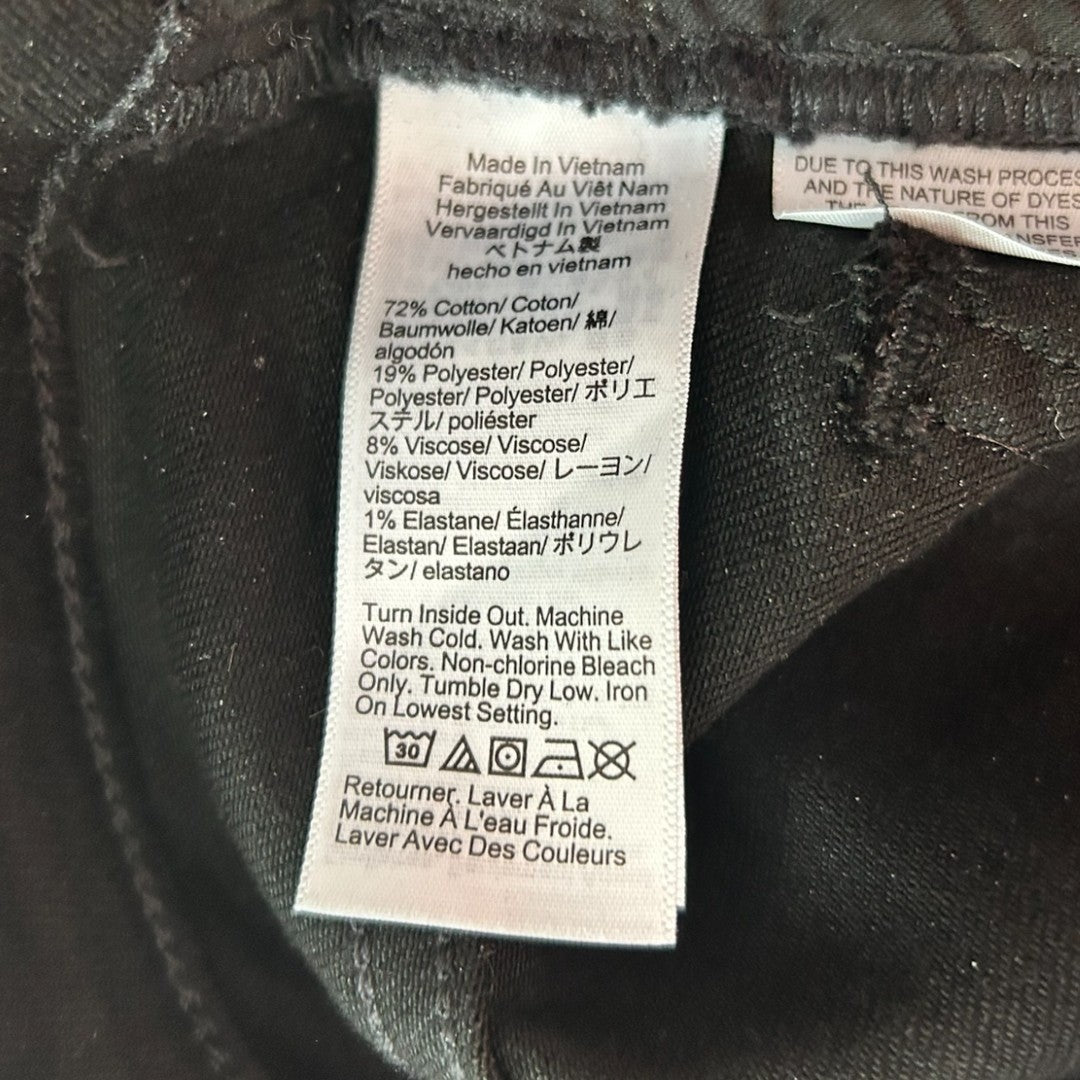 Made In Vietnam
Fabriqué Au Viêt Nam
Hergestellt In Vietnam
Vervaardigd In Vietnam
ベトナム製
hecho en vietnam
72% Cotton/ Coton/
Baumwolle/ Katoen/ 綿/
algodón
19% Polyester/ Polyester/
Polyester/ Polyester/ ポリエ
ステル/ poliéster
8% Viscose/ Viscose/
Viskose/ Viscose/ レーヨン/
viscosa
1% Elastane/ Élasthanne/
Elastan/ Elastaan/ ポリウレ
タン/ elastano
Turn Inside Out. Machine
Wash Cold. Wash With Like
Colors. Non-chlorine Bleach
Only. Tumble Dry Low. Iron
On Lowest Setting.
30
Retourner. Laver À La
Machine À L'eau Froide.
Laver Avec Des Couleurs
DUE TO THIS WASH PROCES
AND THE NATURE OF DYES
FROM THIS